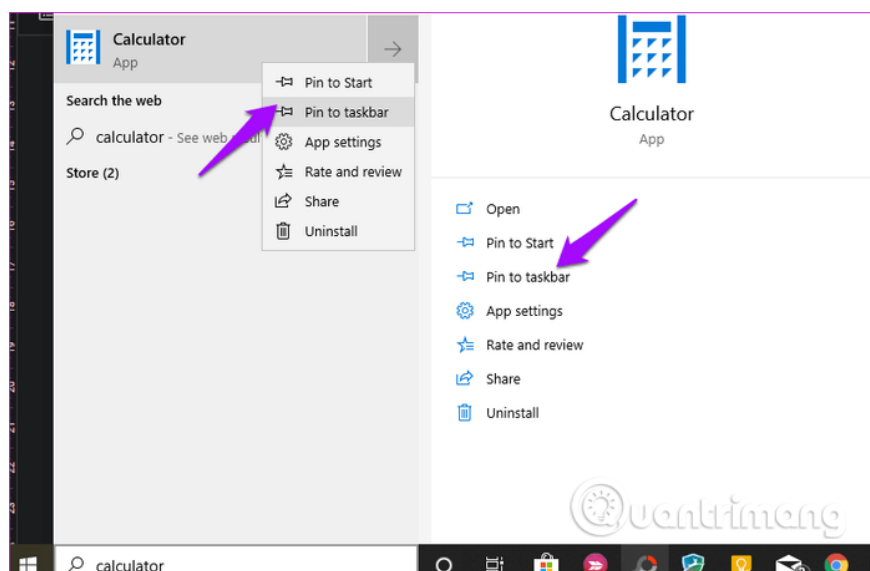 Calculator
App
Search the web
calculator - See web
Store (2)
Pin to Start
Pin to taskbar
App settings
Rate and review
Share
Uninstall
Calculator
App
Open
Pin to Start
Pin to taskbar
App settings
Rate and review
Share
Uninstall
Quantrimang
calculator